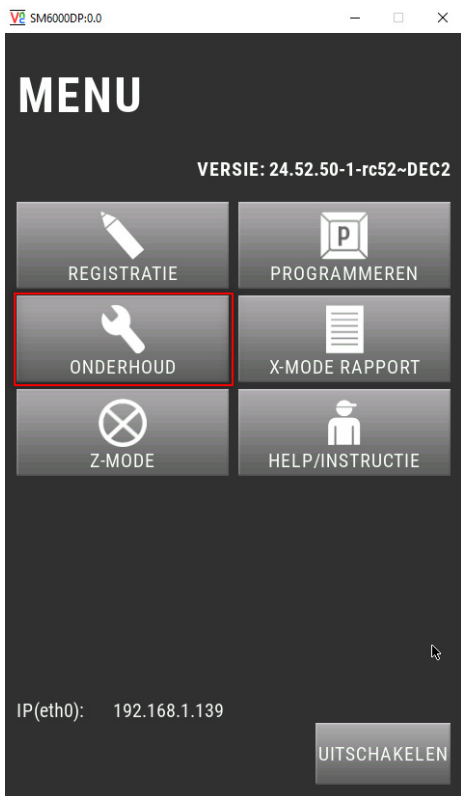 V2 SM6000DP:0.0
MENU
VERSIE: 24.52.50-1-rc52~DEC2
REGISTRATIE
P
PROGRAMMEREN
ONDERHOUD
X-MODE RAPPORT
Z-MODE
HELP/INSTRUCTIE
IP(eth0): 192.168.1.139
UITSCHAKELEN